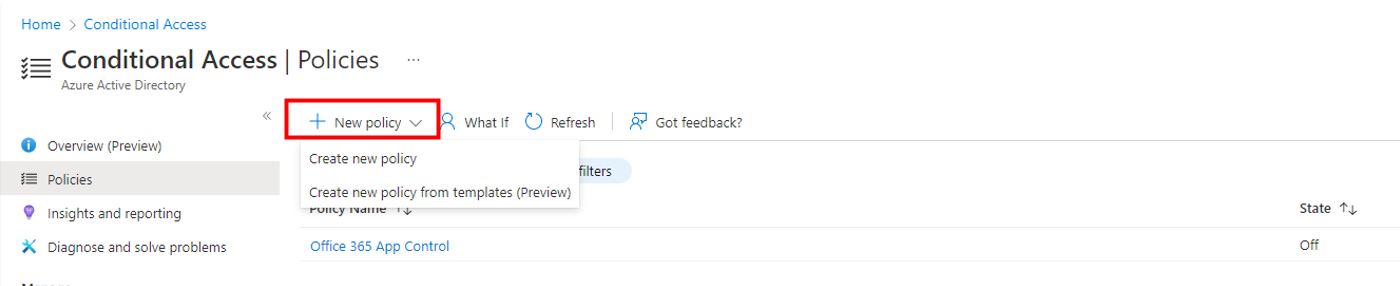 Home > Conditional Access
Conditional Access | Policies ...
Azure Active Directory
«
+ New policy What If Refresh Got feedback?
Overview (Preview)
Policies
Insights and reporting
Diagnose and solve problems
Create new policy
Create new policy from templates (Preview)
filters
Policy Name ↑↓ State ↑↓
Office 365 App Control Off
Manage